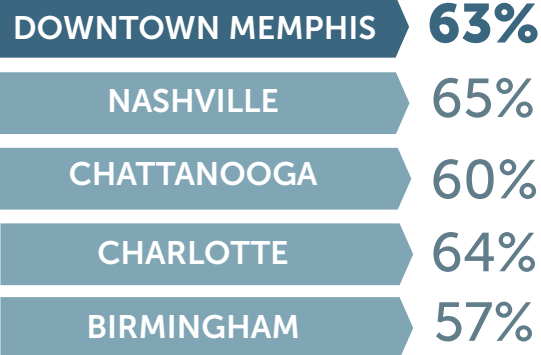 DOWNTOWN MEMPHIS 63%
NASHVILLE 65%
CHATTANOOGA 60%
CHARLOTTE 64%
BIRMINGHAM 57%